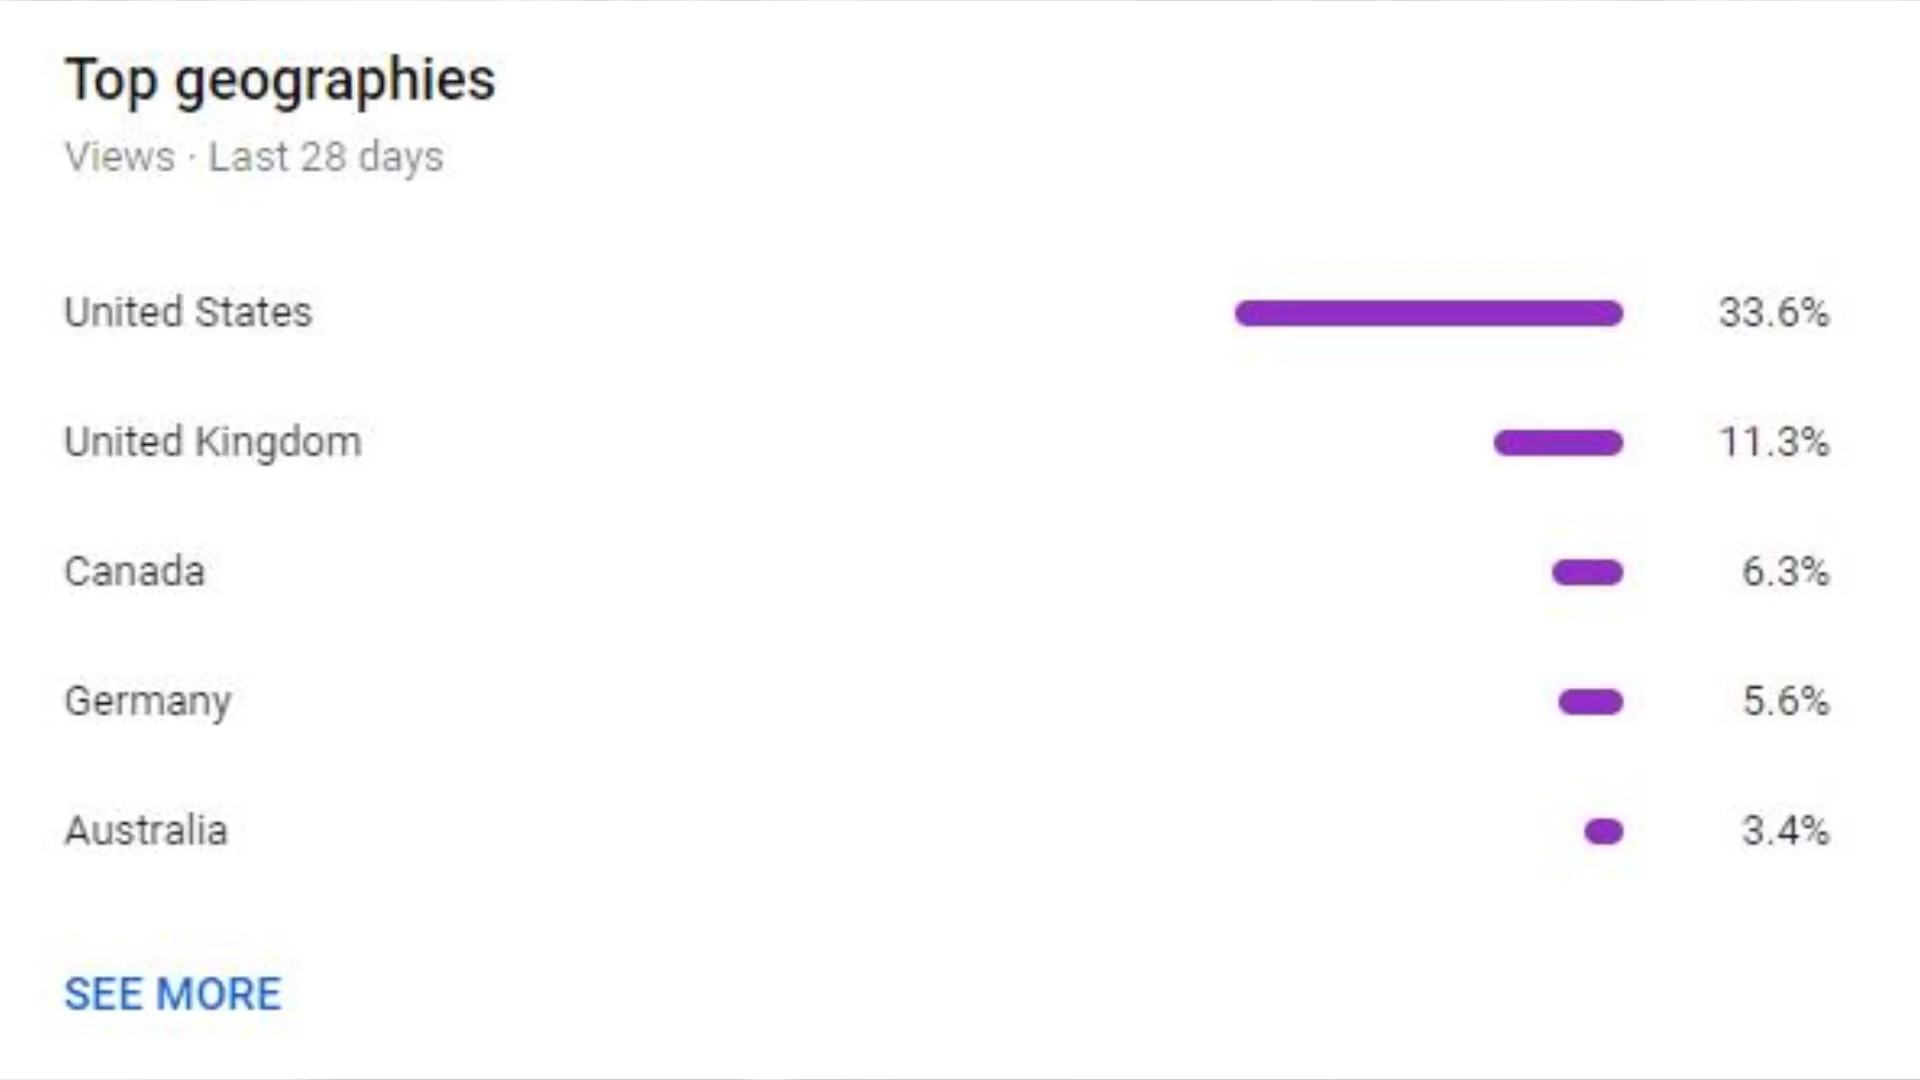 Top geographies
Views · Last 28 days
United States 33.6%
United Kingdom 11.3%
Canada 6.3%
Germany 5.6%
Australia 3.4%
SEE MORE